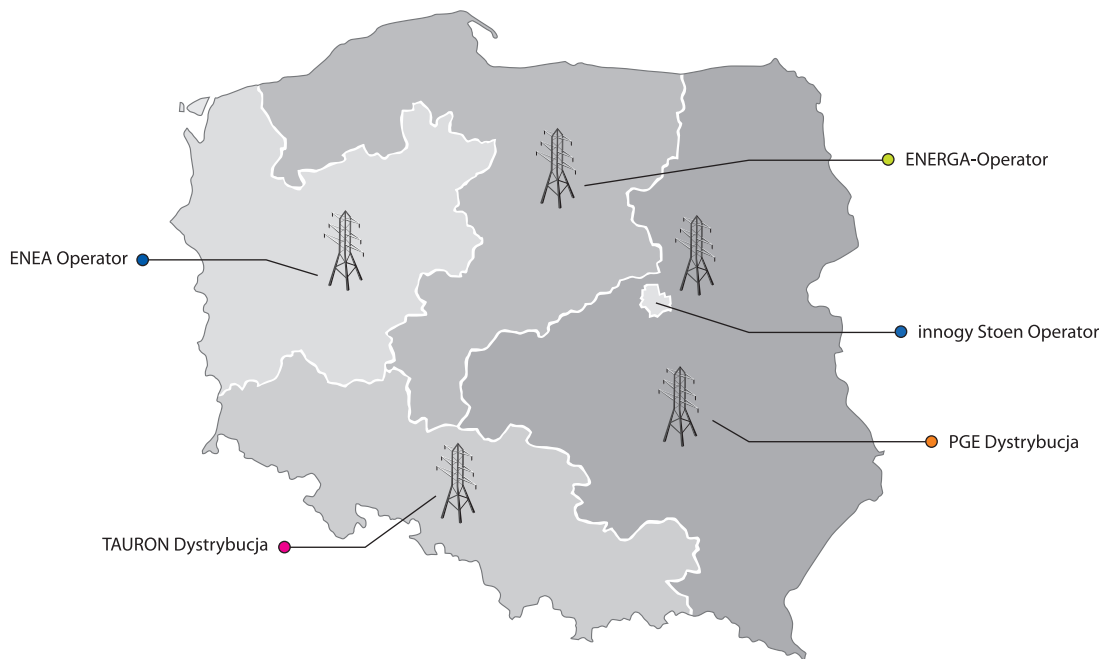 ENERGA-Operator
ENEA Operator
innogy Stoen Operator
PGE Dystrybucja
TAURON Dystrybucja